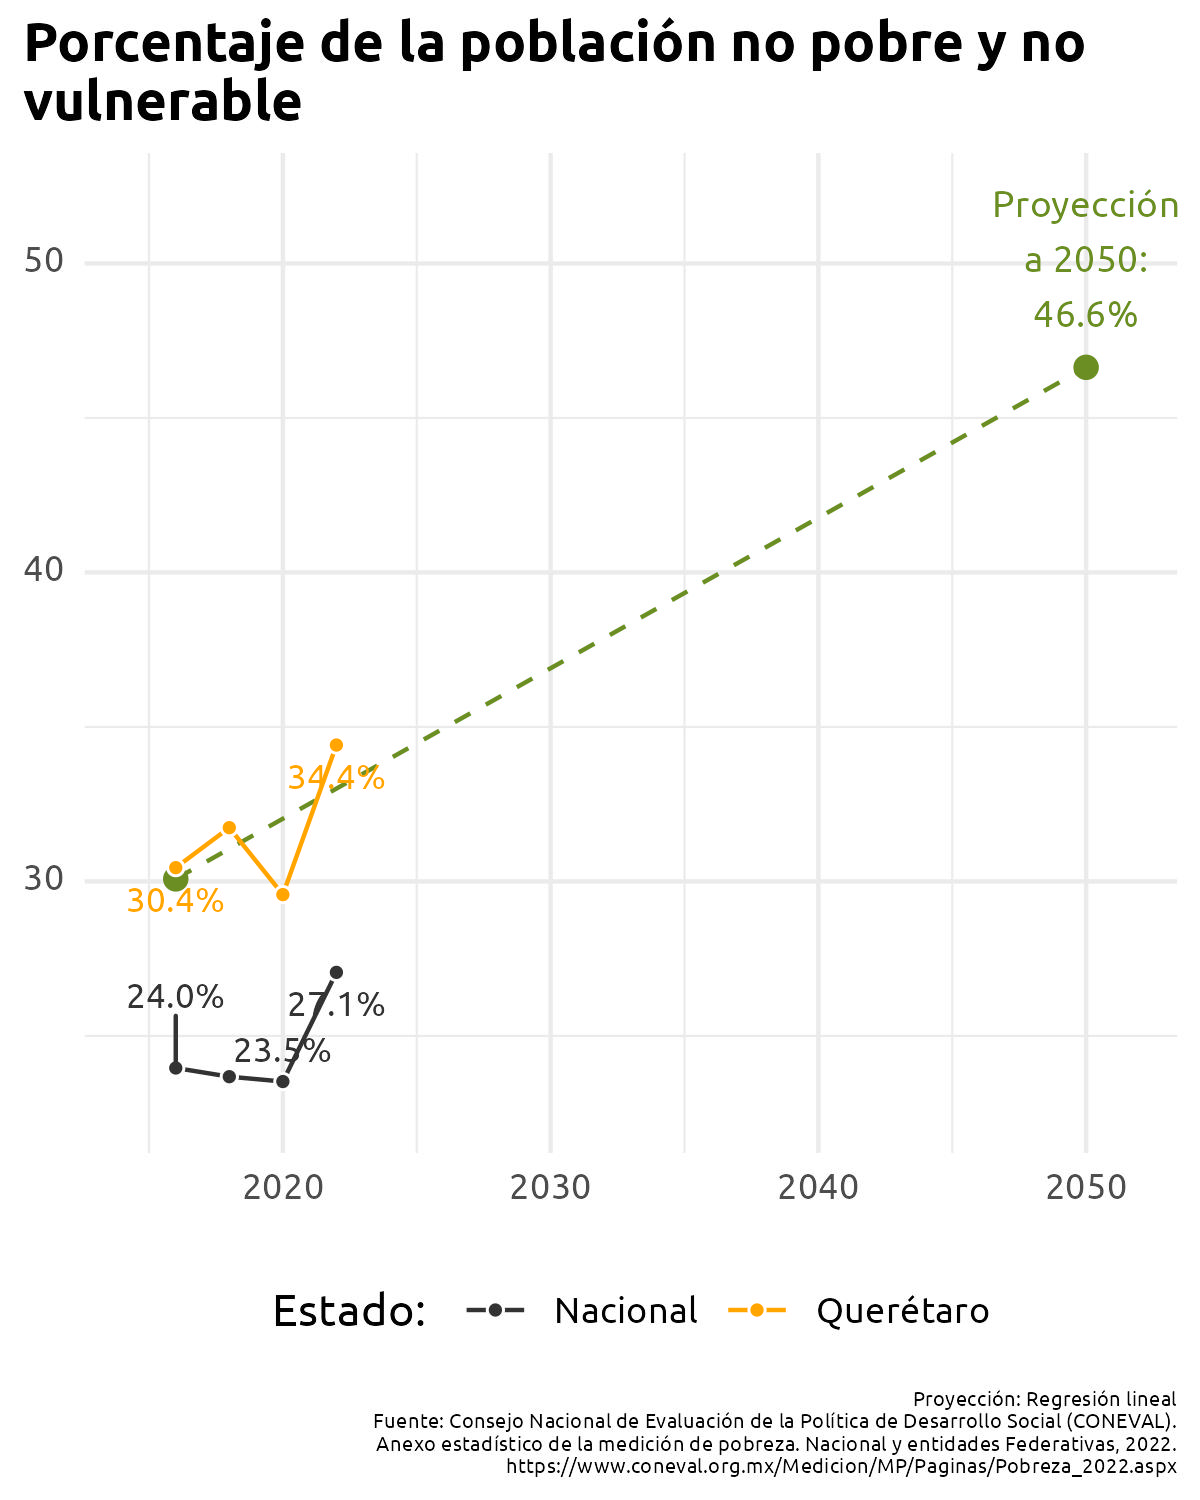 Porcentaje de la población no pobre y no
vulnerable
Proyección
a 2050:
46.6%
50
40
30
34.4%
30.4%
24.0%
27.1%
23.5%
2020
2030
2040
2050
Estado:
Nacional
Querétaro
Proyección: Regresión lineal
Fuente: Consejo Nacional de Evaluación de la Política de Desarrollo Social (CONEVAL).
Anexo estadístico de la medición de pobreza. Nacional y entidades Federativas, 2022.
https://www.coneval.org.mx/Medicion/MP/Paginas/Pobreza_2022.aspx